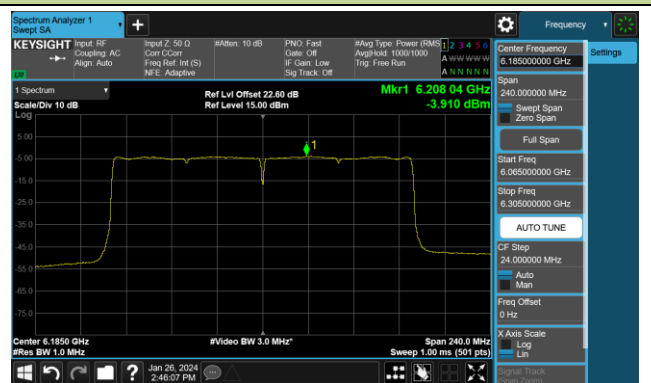 Spectrum Analyzer 1
Swept SA
Frequency
KEYSIGHT
Input: RF
Coupling: AC
Align: Auto
Input Z: 50 Ω
Corr CCorr
Freq Ref: Int (S)
NFE: Adaptive
#Atten: 10 dB
PNO: Fast
Gate: Off
IF Gain: Low
Sig Track: Off
#Avg Type: Power (RMS
Avg|Hold: 1000/1000
Trig: Free Run
1 2 3 4 5 6
A W W W W W
A N N N N N
LXI
1 Spectrum
Scale/Div 10 dB
Log
Ref Lvl Offset 22.60 dB
Ref Level 15.00 dBm
Mkr1 6.208 04 GHz
-3.910 dBm
1
5.00
-5.00
-15.0
-25.0
-35.0
-45.0
-55.0
-65.0
-75.0
Center 6.1850 GHz
#Res BW 1.0 MHz
#Video BW 3.0 MHz*
Span 240.0 MHz
Sweep 1.00 ms (501 pts)
Jan 26, 2024
2:46:07 PM
Center Frequency
6.185000000 GHz
Settings
Span
240.000000 MHz
Swept Span
Zero Span
Full Span
Start Freq
6.065000000 GHz
Stop Freq
6.305000000 GHz
AUTO TUNE
CF Step
24.000000 MHz
Auto
Man
Freq Offset
0 Hz
X Axis Scale
Log
Lin
Signal Track
(Span Zoom)